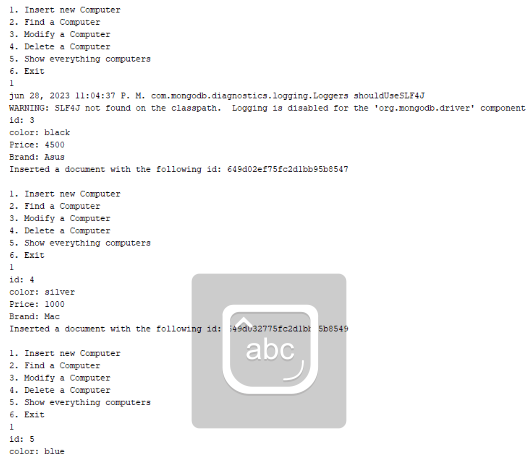 1. Insert new Computer
2. Find a Computer
3. Modify a Computer
4. Delete a Computer
5. Show everything computers
6. Exit
1
jun 28, 2023 11:04:37 P. M. com.mongodb.diagnostics.logging.Loggers shouldUseSLF4J
WARNING: SLF4J not found on the classpath.  Logging is disabled for the 'org.mongodb.driver' component
id: 3
color: black
Price: 4500
Brand: Asus
Inserted a document with the following id: 649d02ef75fc2d1bb95b8547
1. Insert new Computer
2. Find a Computer
3. Modify a Computer
4. Delete a Computer
5. Show everything computers
6. Exit
1
id: 4
color: silver
Price: 1000
Brand: Mac
Inserted a document with the following id:
abc
1. Insert new Computer
2. Find a Computer
3. Modify a Computer
4. Delete a Computer
5. Show everything computers
6. Exit
1
id: 5
color: blue